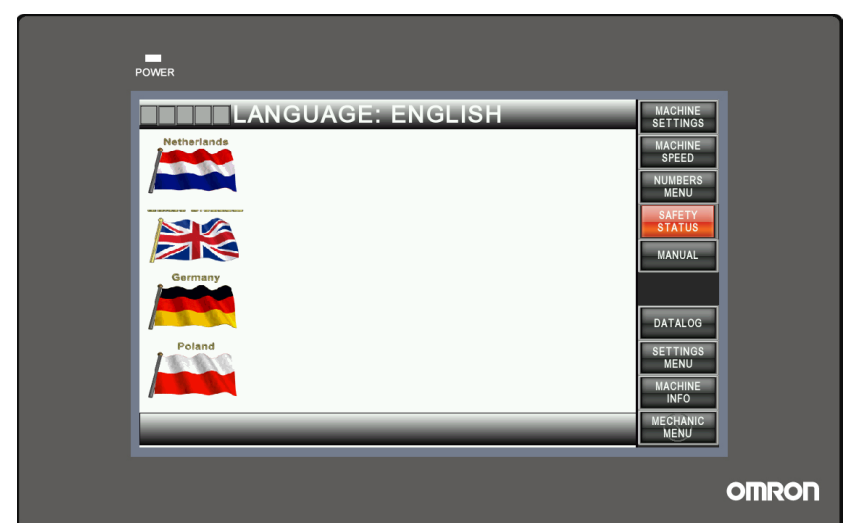 POWER
LANGUAGE: ENGLISH
Netherlands
Germany
Poland
MACHINE
SETTINGS
MACHINE
SPEED
NUMBERS
MENU
SAFETY
STATUS
MANUAL
DATALOG
SETTINGS
MENU
MACHINE
INFO
MECHANIC
MENU
OMRON